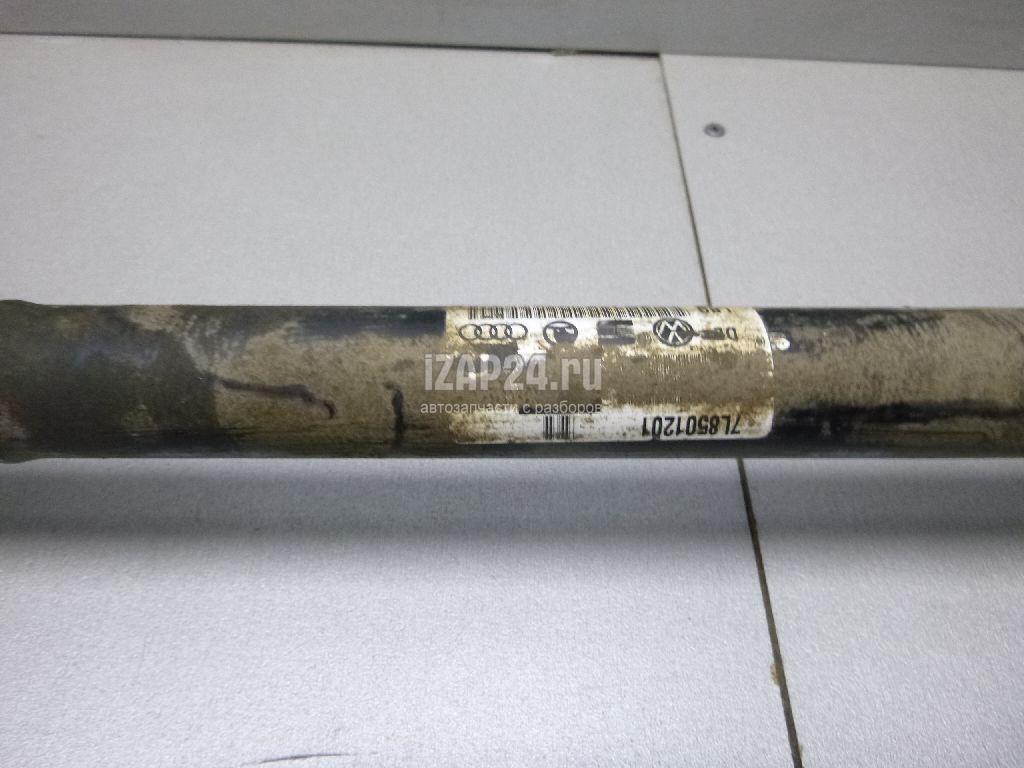 iZAP24.ru
автозапчасти с разборов
7L8501201